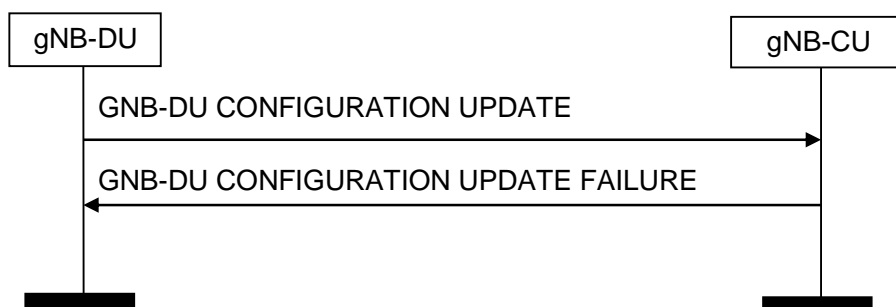 gNB-DU
gNB-CU
GNB-DU CONFIGURATION UPDATE
GNB-DU CONFIGURATION UPDATE FAILURE